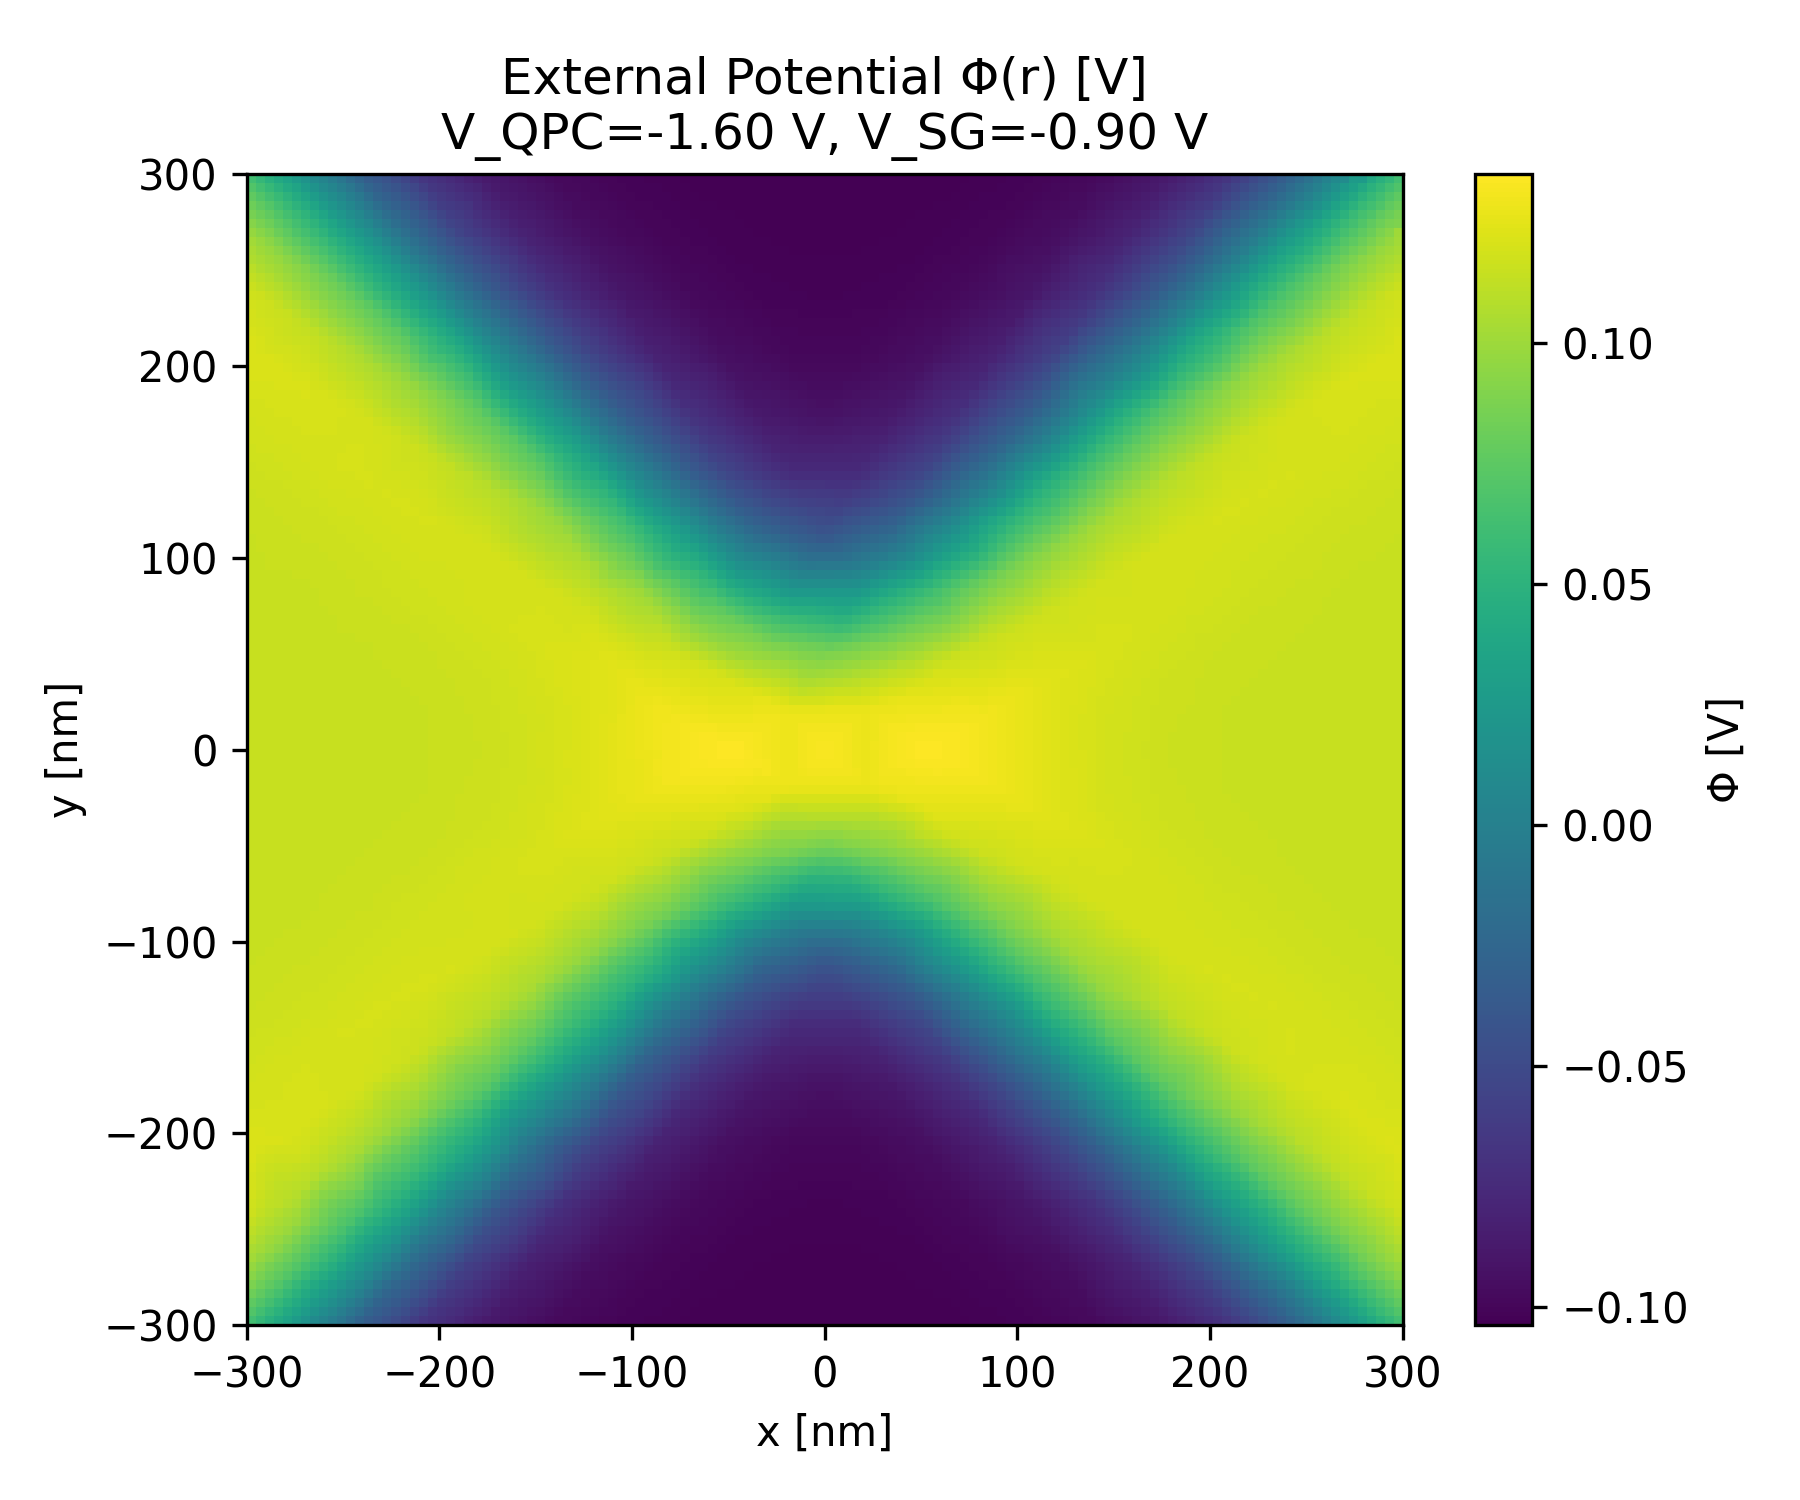 External Potential Φ(r) [V]
V_QPC=-1.60 V, V_SG=-0.90 V
300
200
100
0
−100
−200
−300
y [nm]
−300 −200 −100 0 100 200 300
x [nm]
0.10
0.05
0.00
−0.05
−0.10
Φ [V]